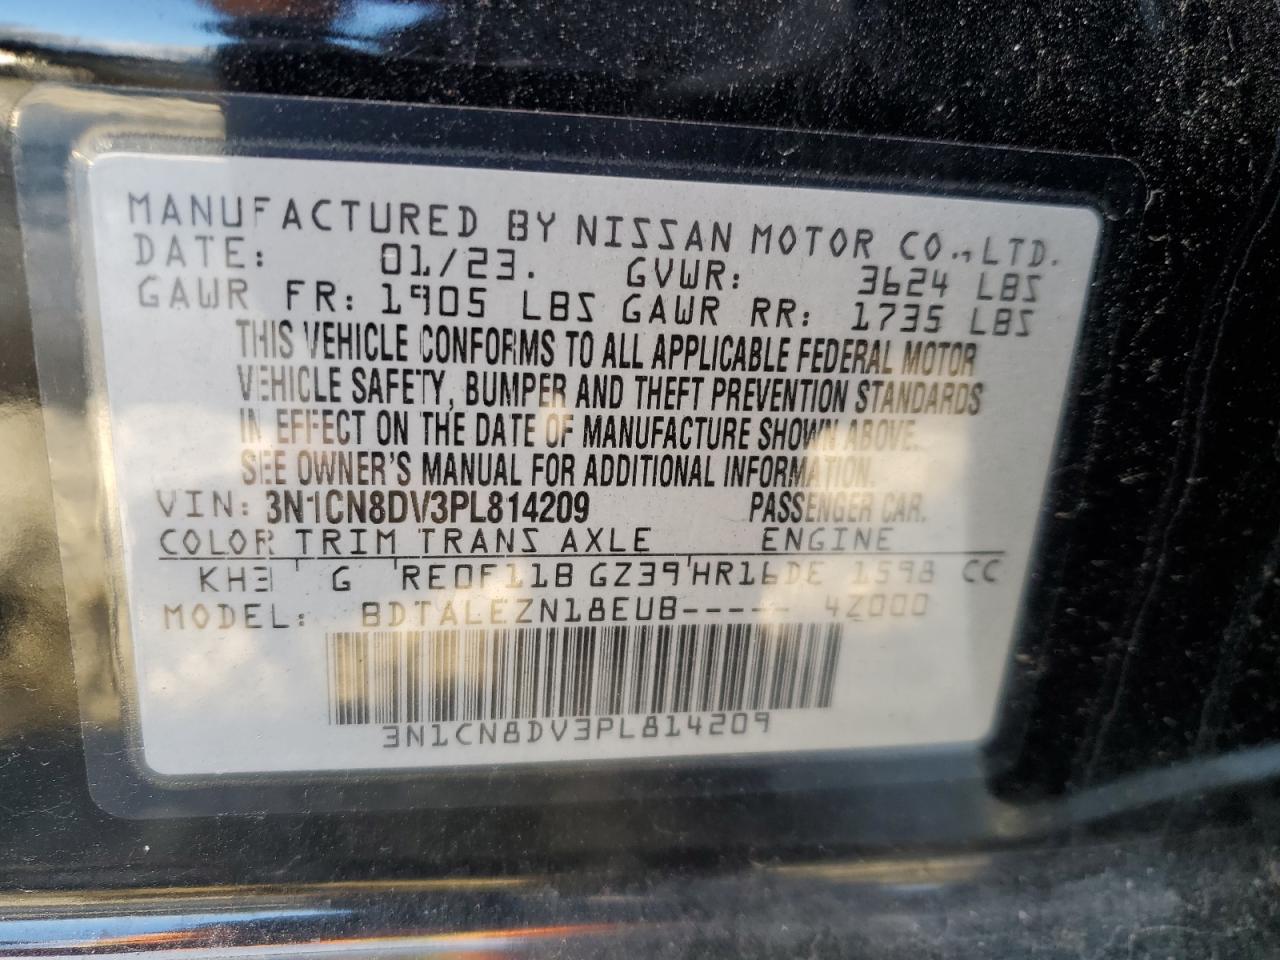 MANUFACTURED BY NISSAN MOTOR CO., LTD.
DATE: 01/23. GVWR: 3624 LBS
GAWR FR: 1905 LBS GAWR RR: 1735 LBS
THIS VEHICLE CONFORMS TO ALL APPLICABLE FEDERAL MOTOR
VEHICLE SAFETY, BUMPER AND THEFT PREVENTION STANDARDS
IN EFFECT ON THE DATE OF MANUFACTURE SHOWN ABOVE.
SEE OWNER'S MANUAL FOR ADDITIONAL INFORMATION.
VIN: 3N1CN8DV3PL814209 PASSENGER CAR.
COLOR TRIM TRANS AXLE ENGINE
KH3 G RE0F11B GZ39 HR16DE 1598 CC
MODEL: BDTALEZN18EUB----- 4Z000
3N1CN8DV3PL814209